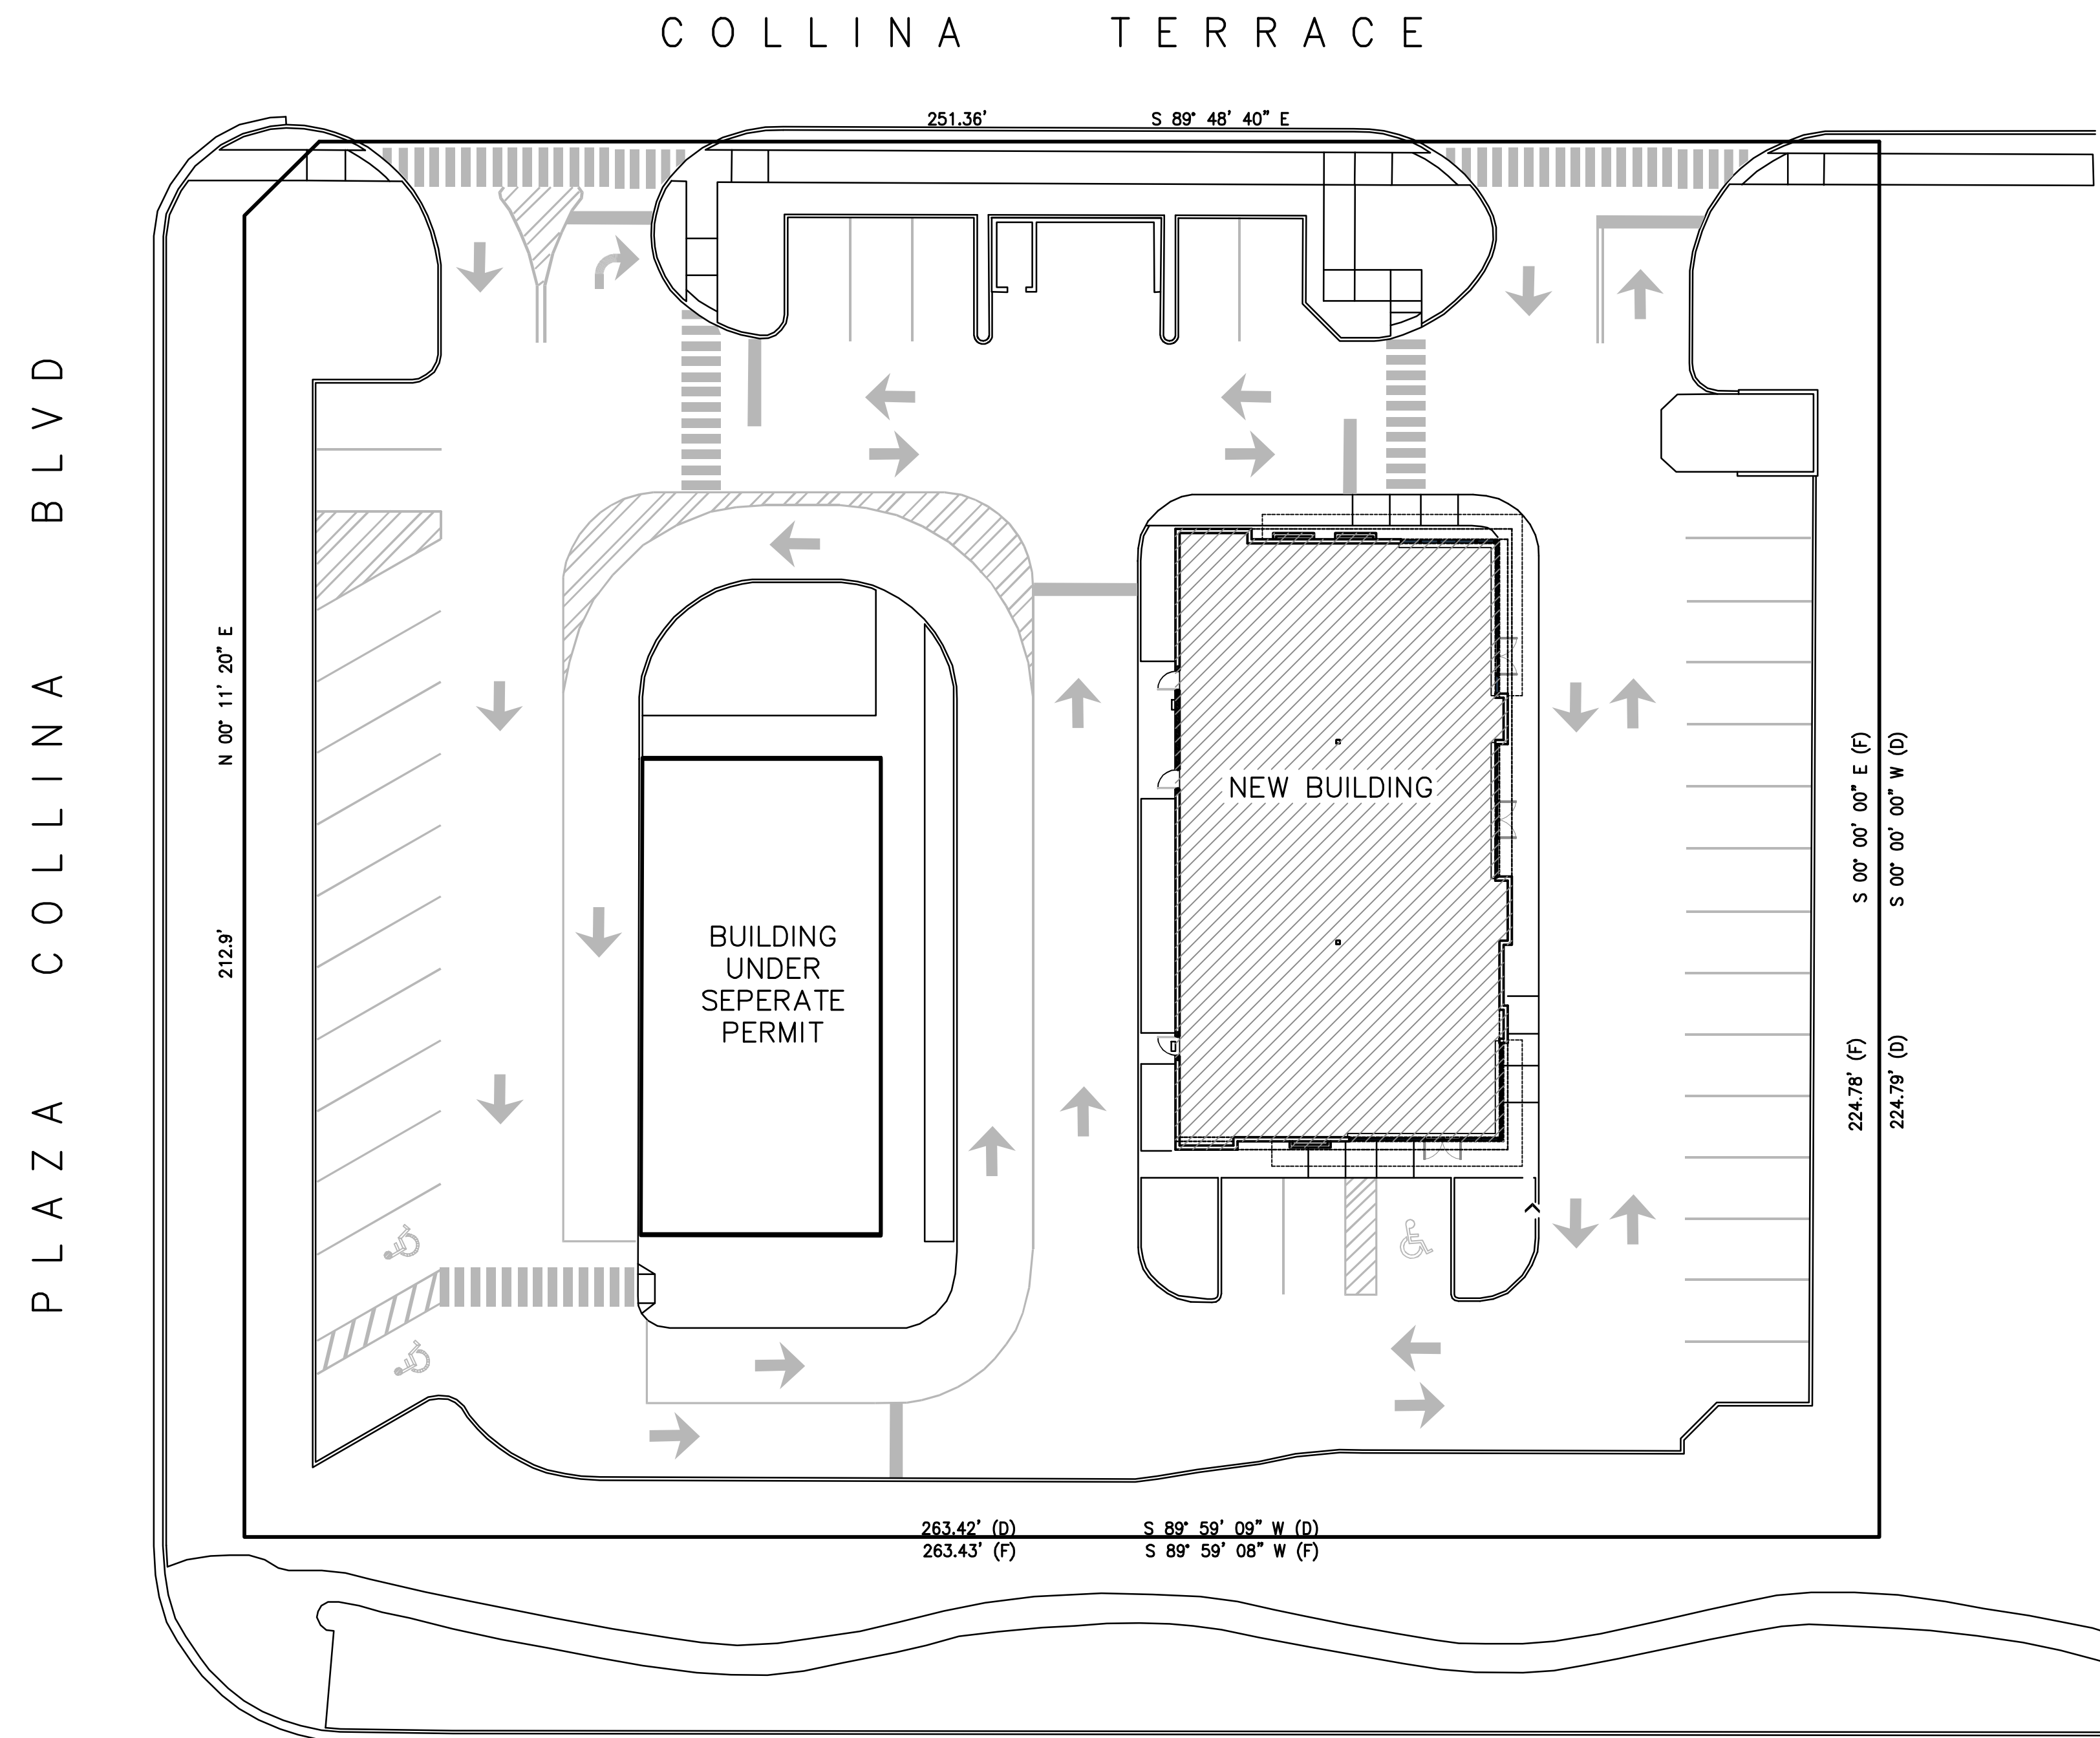 COLLINA TERRACE
251.36' S 89° 48' 40" E
PLAZA COLLINA BLVD
N 00° 11' 20" E
212.9'
NEW BUILDING
BUILDING
UNDER
SEPERATE
PERMIT
S 00° 00' 00" E (F)
S 00° 00' 00" W (D)
224.78' (F)
224.79' (D)
263.42' (D) S 89° 59' 09" W (D)
263.43' (F) S 89° 59' 08" W (F)